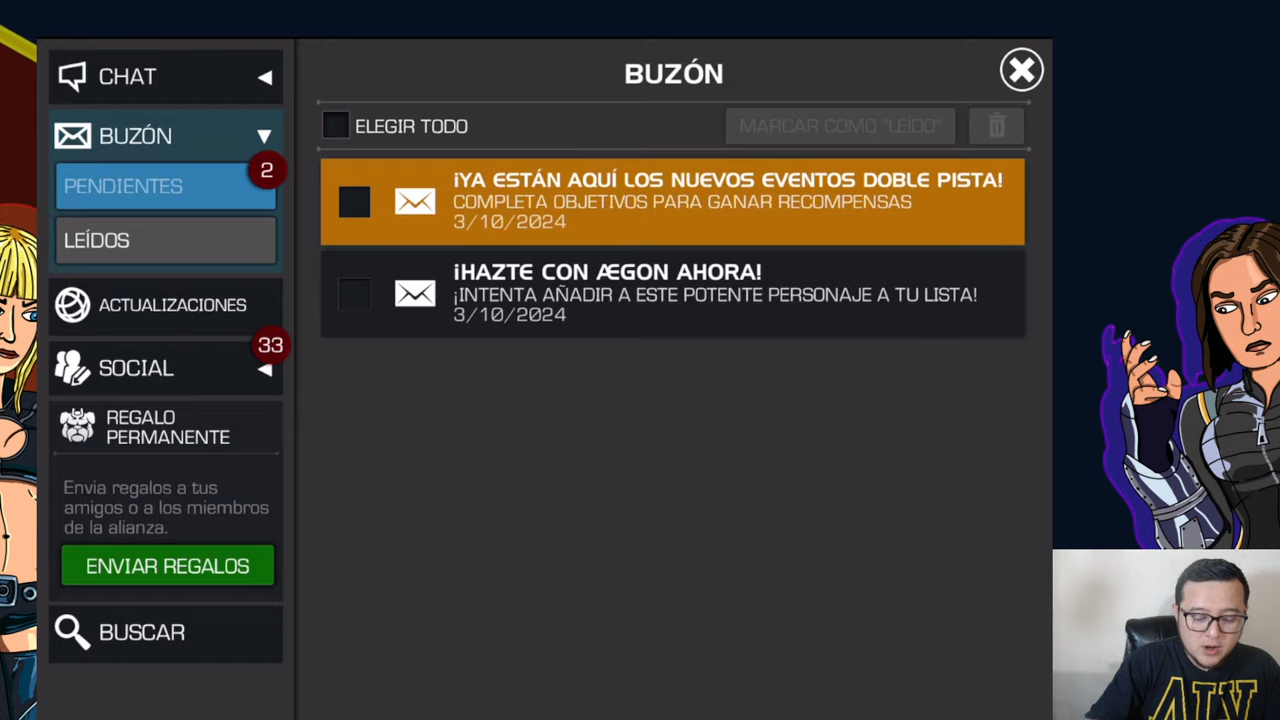 CHAT
BUZÓN
2
PENDIENTES
LEÍDOS
ACTUALIZACIONES
33
SOCIAL
REGALO
PERMANENTE
Envia regalos a tus
amigos o a los miembros
de la alianza.
ENVIAR REGALOS
BUSCAR
BUZÓN
ELEGIR TODO
MARCAR COMO "LEÍDO"
¡YA ESTÁN AQUÍ LOS NUEVOS EVENTOS DOBLE PISTA!
COMPLETA OBJETIVOS PARA GANAR RECOMPENSAS
3/10/2024
¡HAZTE CON ÆGON AHORA!
¡INTENTA AÑADIR A ESTE POTENTE PERSONAJE A TU LISTA!
3/10/2024